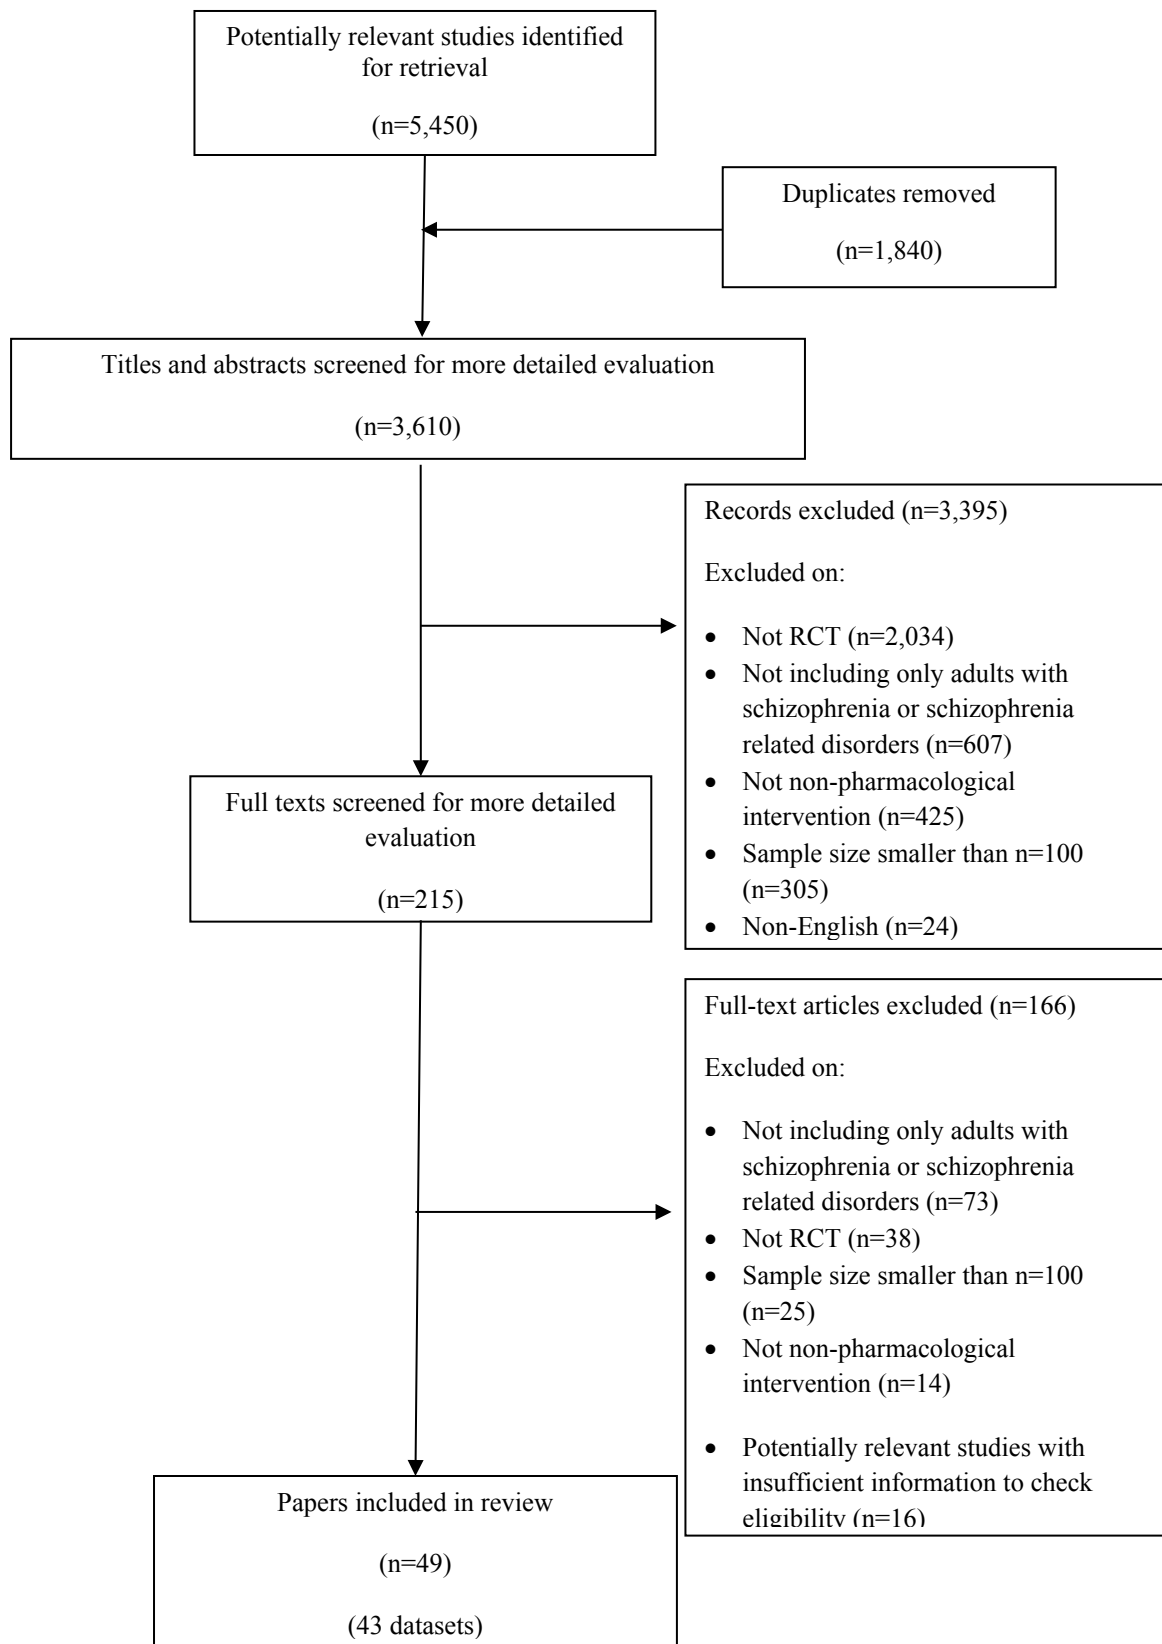 Potentially relevant studies identified
for retrieval
(n=5,450)
Duplicates removed
(n=1,840)
Titles and abstracts screened for more detailed evaluation
(n=3,610)
Records excluded (n=3,395)
Excluded on:
• Not RCT (n=2,034)
• Not including only adults with
schizophrenia or schizophrenia
related disorders (n=607)
• Not non-pharmacological
intervention (n=425)
• Sample size smaller than n=100
(n=305)
• Non-English (n=24)
Full texts screened for more detailed
evaluation
(n=215)
Full-text articles excluded (n=166)
Excluded on:
• Not including only adults with
schizophrenia or schizophrenia
related disorders (n=73)
• Not RCT (n=38)
• Sample size smaller than n=100
(n=25)
• Not non-pharmacological
intervention (n=14)
• Potentially relevant studies with
insufficient information to check
eligibility (n=16)
Papers included in review
(n=49)
(43 datasets)